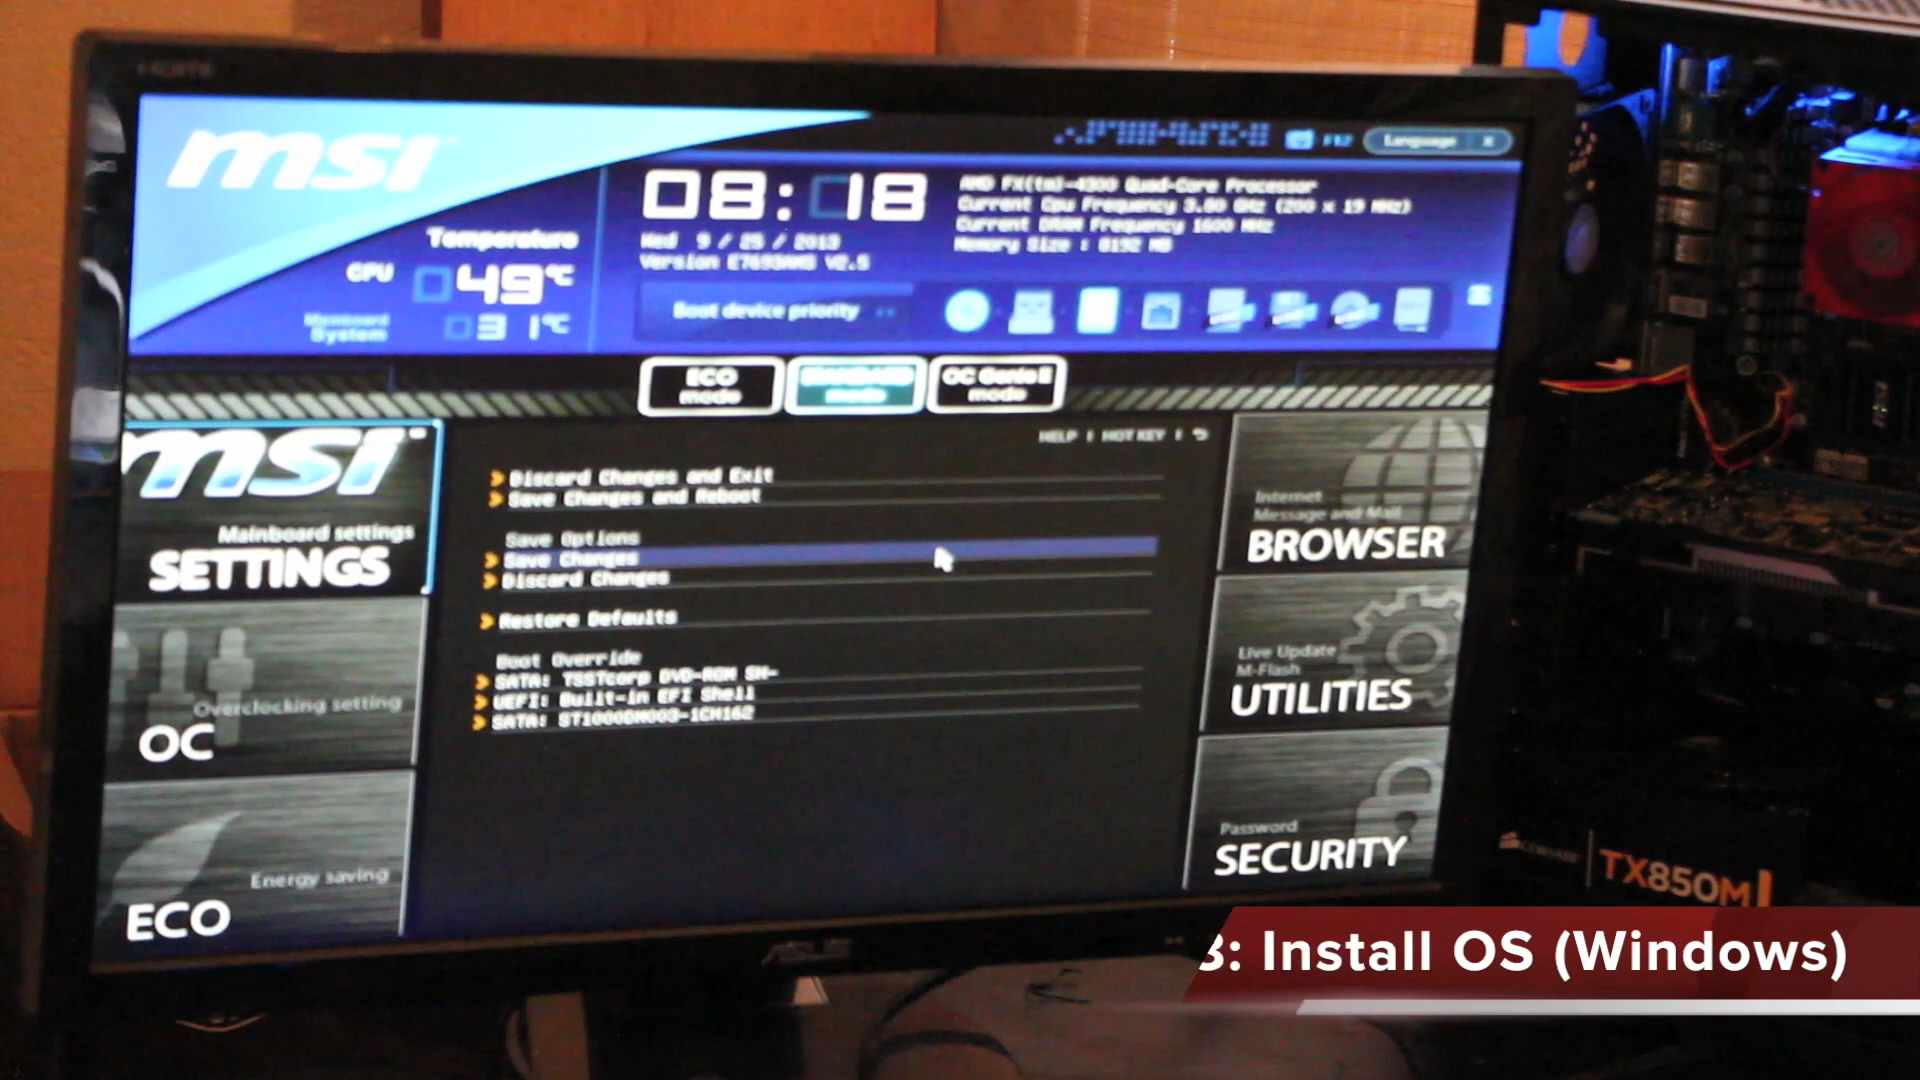 msi
F12
Language X
08:18
AMD FX(tm)-4300 Quad-Core Processor
Current Cpu Frequency 3.80 GHz (200 x 19 MHz)
Current DRAM Frequency 1600 MHz
Memory Size : 8192 MB
Wed 9 / 25 / 2013
Version E7693AMS V2.5
Temperature
CPU 49°C
System 31°C
Boot device priority
ECO
mode
STANDARD
mode
OC Genie II
mode
HELP | HOT KEY |
msi
Mainboard settings
SETTINGS
Overclocking setting
OC
Energy saving
ECO
Discard Changes and Exit
Save Changes and Reboot
Save Options
Save Changes
Discard Changes
Restore Defaults
Boot Override
SATA: TSSTcorp DVD-ROM SH-
UEFI: Built-in EFI Shell
SATA: ST1000DM003-1CH162
Internet
Message and Mail
BROWSER
Live Update
M-Flash
UTILITIES
Password
SECURITY
ASUS
CORSAIR
TX850M
3: Install OS (Windows)